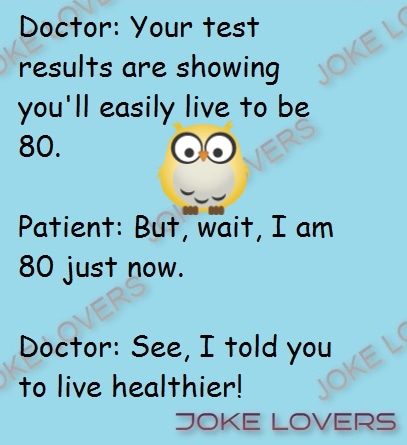 Doctor: Your test
results are showing
you'll easily live to be
80.
Patient: But, wait, I am
80 just now.
Doctor: See, I told you
to live healthier!
JOKE LOVERS